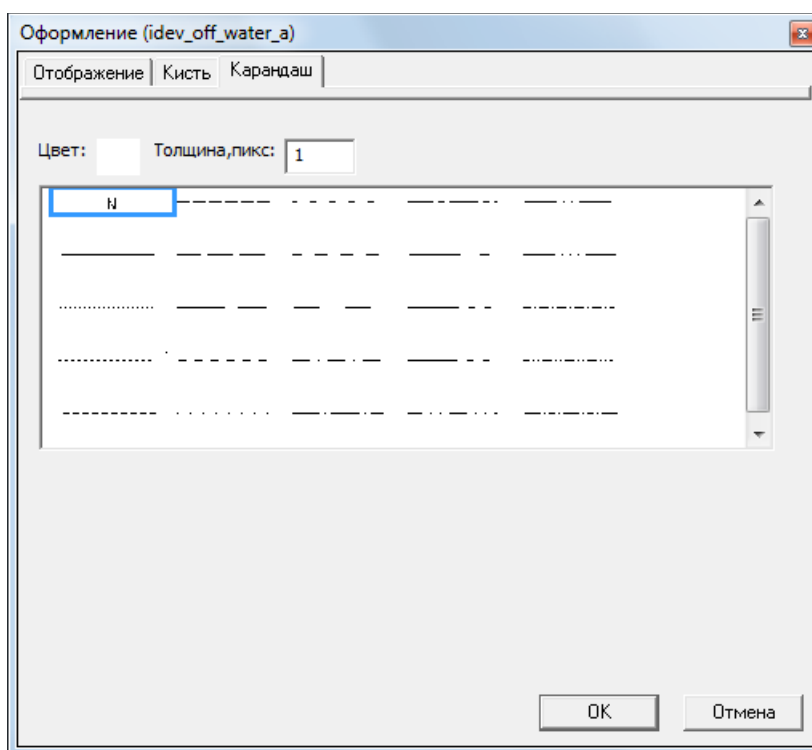 Оформление (idev_off_water_a)
Отображение Кисть Карандаш
Цвет: Толщина,пикс: 1
N
OK Отмена